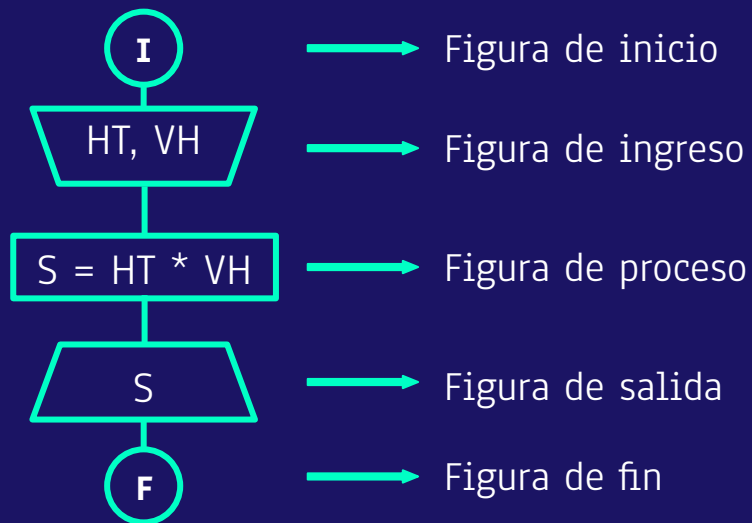 I
Figura de inicio
HT, VH
Figura de ingreso
S = HT * VH
Figura de proceso
S
Figura de salida
F
Figura de fin